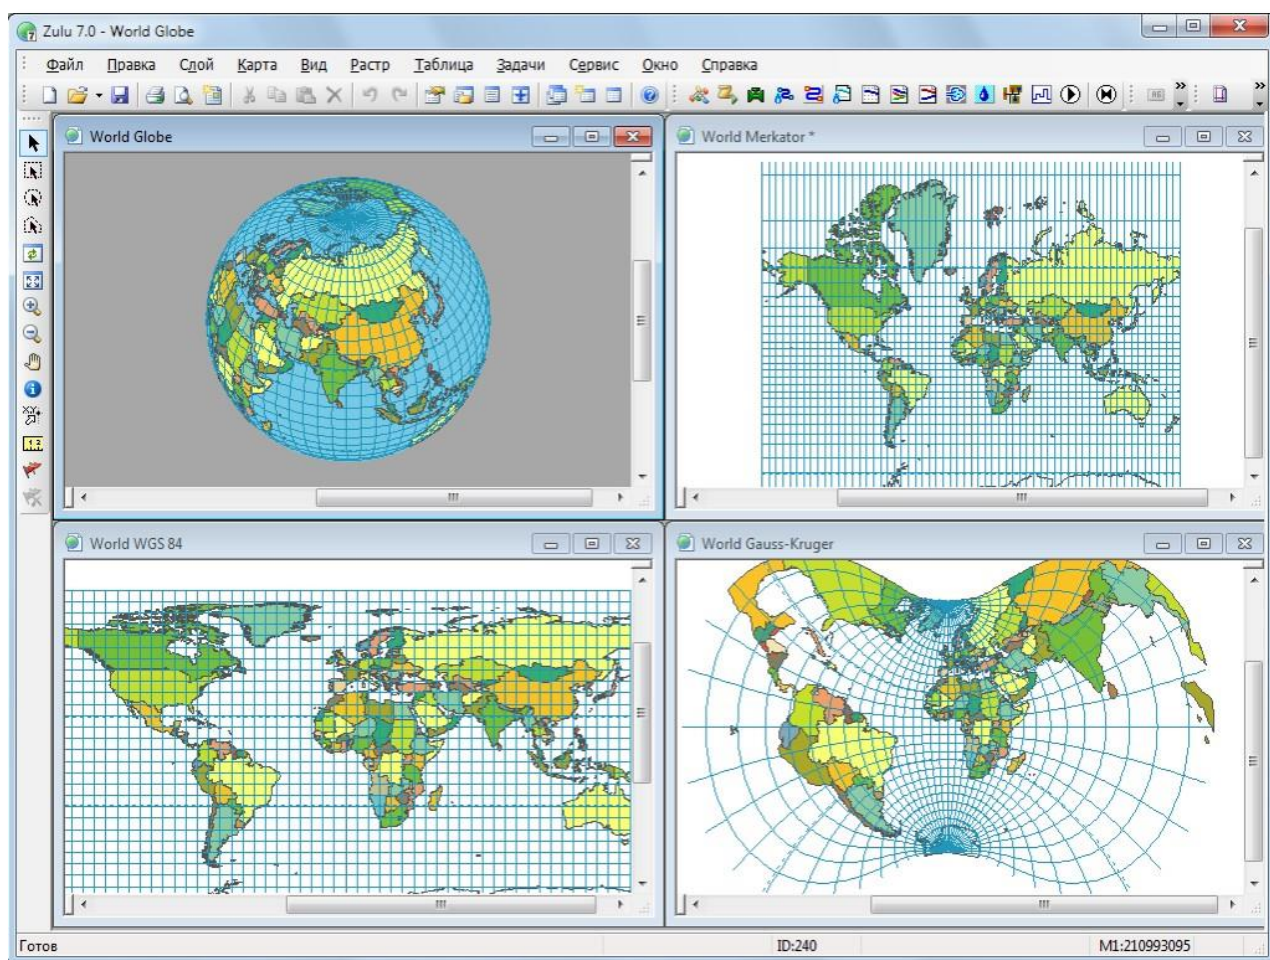 Zulu 7.0 - World Globe
Файл Правка Слой Карта Вид Растр Таблица Задачи Сервис Окно Справка
World Globe
World Merkator *
World WGS 84
World Gauss-Kruger
Готов ID:240 M1:210993095